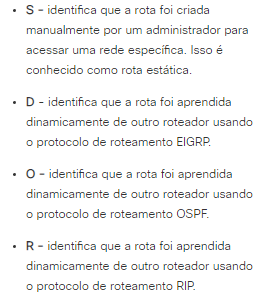 • S – identifica que a rota foi criada
manualmente por um administrador para
acessar uma rede específica. Isso é
conhecido como rota estática.
• D - identifica que a rota foi aprendida
dinamicamente de outro roteador usando
o protocolo de roteamento EIGRP.
• O - identifica que a rota foi aprendida
dinamicamente de outro roteador usando
o protocolo de roteamento OSPF.
• R – identifica que a rota foi aprendida
dinamicamente de outro roteador usando
o protocolo de roteamento RIP.